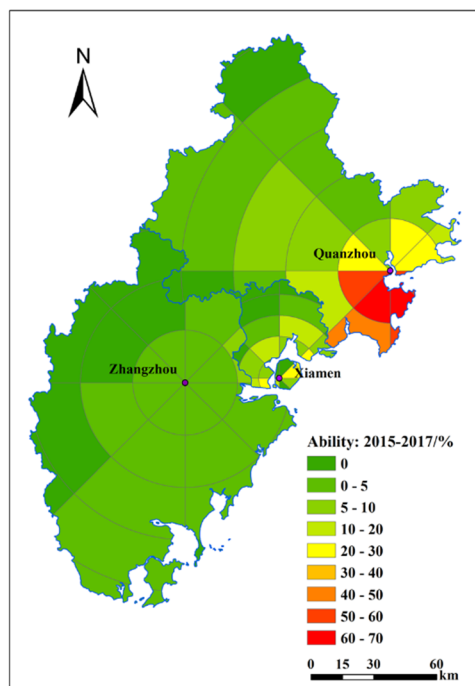 N
Quanzhou
Zhangzhou
Xiamen
Ability: 2015-2017/%
0
0 - 5
5 - 10
10 - 20
20 - 30
30 - 40
40 - 50
50 - 60
60 - 70
0 15 30 60
km